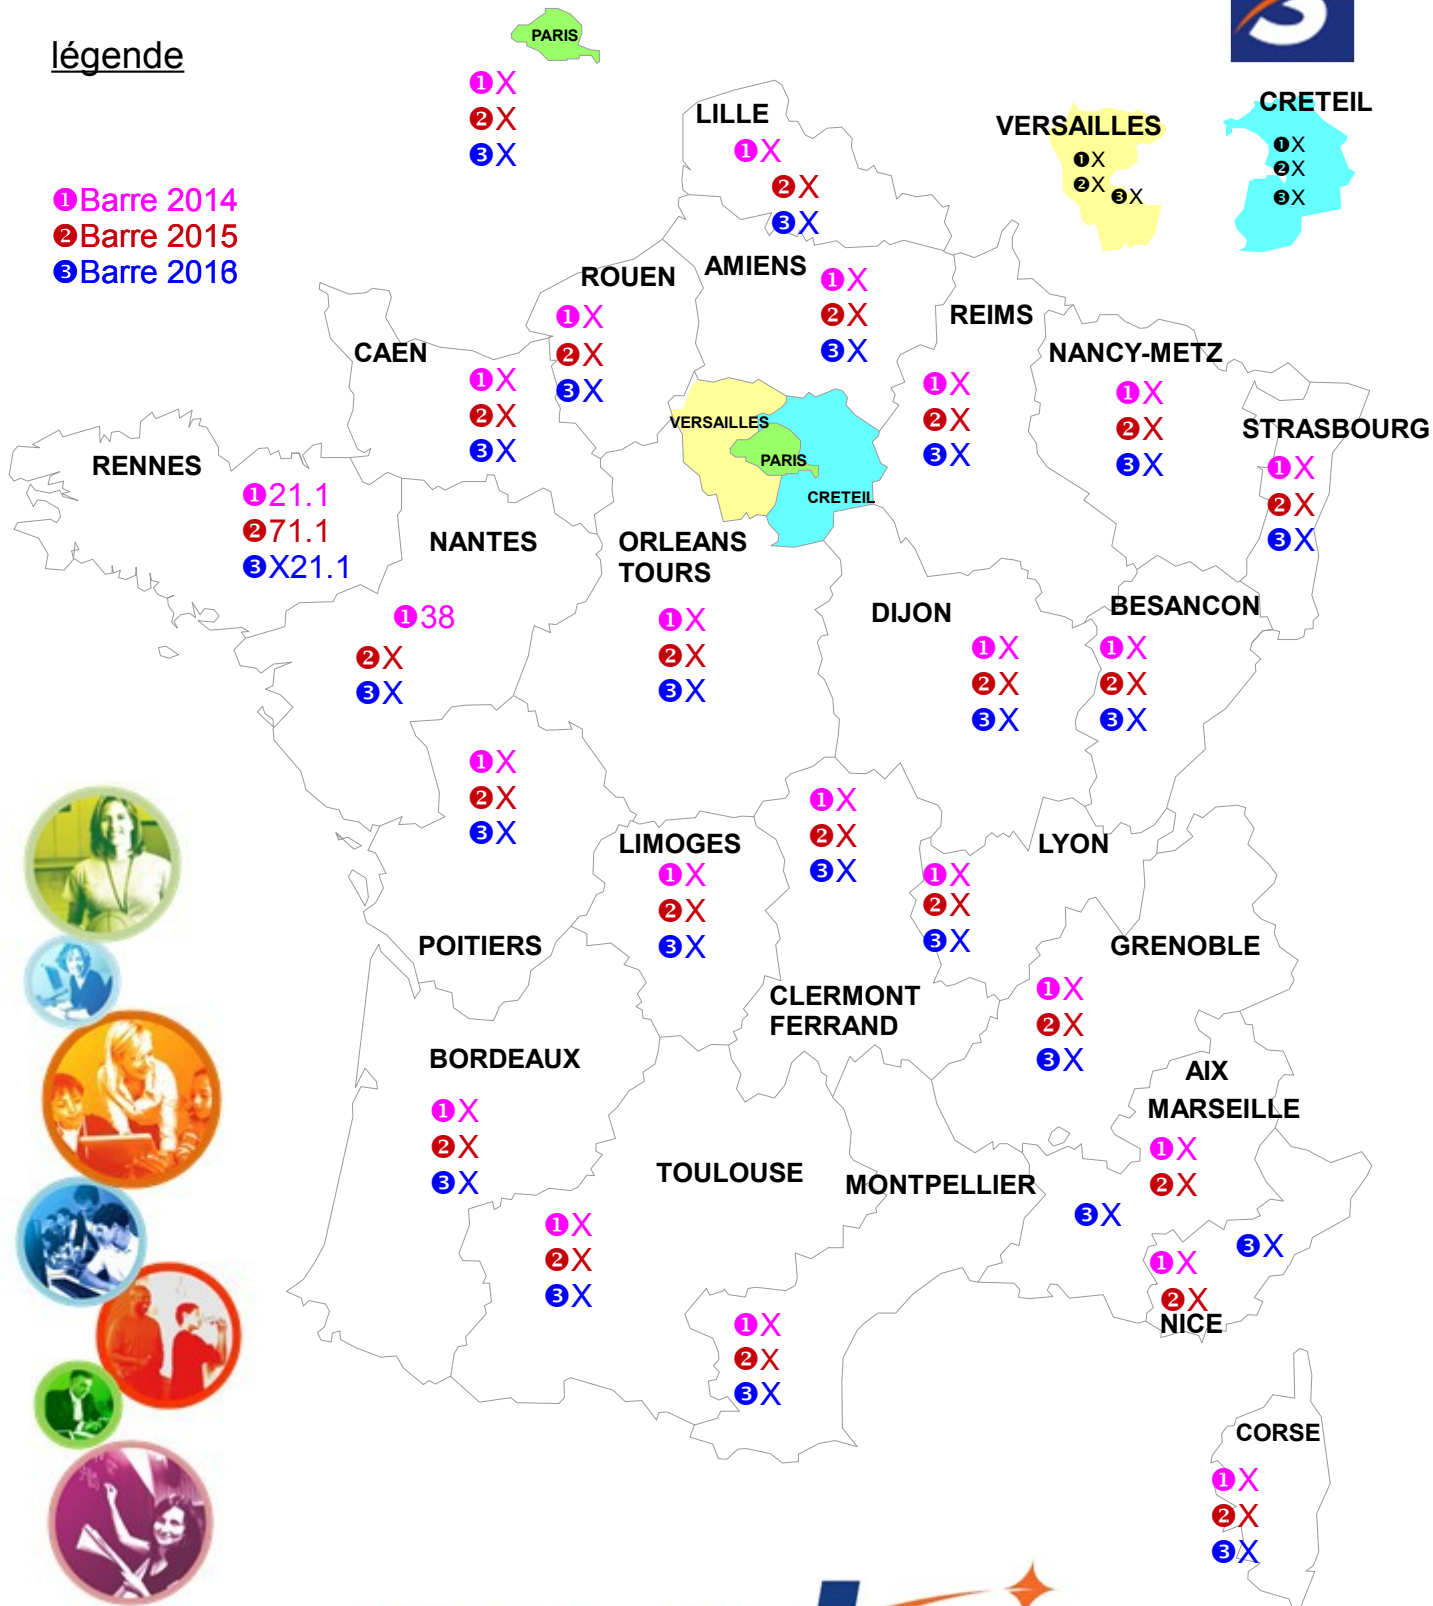 légende
❶Barre 2014
❷Barre 2015
❸Barre 2016
PARIS
❶X
❷X
❸X
LILLE
❶X
❷X
❸X
VERSAILLES
❶X
❷X
❸X
CRETEIL
❶X
❷X
❸X
ROUEN
❶X
❷X
❸X
AMIENS
❶X
❷X
❸X
REIMS
❶X
❷X
❸X
CAEN
❶X
❷X
❸X
NANCY-METZ
❶X
❷X
❸X
STRASBOURG
❶X
❷X
❸X
VERSAILLES
PARIS
CRETEIL
RENNES
❶21.1
❷71.1
❸X21.1
NANTES
❶38
❷X
❸X
ORLEANS
TOURS
❶X
❷X
❸X
DIJON
❶X
❷X
❸X
BESANCON
❶X
❷X
❸X
❶X
❷X
❸X
POITIERS
LIMOGES
❶X
❷X
❸X
❶X
❷X
❸X
CLERMONT
FERRAND
LYON
❶X
❷X
❸X
GRENOBLE
❶X
❷X
❸X
BORDEAUX
❶X
❷X
❸X
TOULOUSE
❶X
❷X
❸X
MONTPELLIER
❶X
❷X
❸X
AIX
MARSEILLE
❶X
❷X
❸X
❶X
❷X
❸X
NICE
CORSE
❶X
❷X
❸X